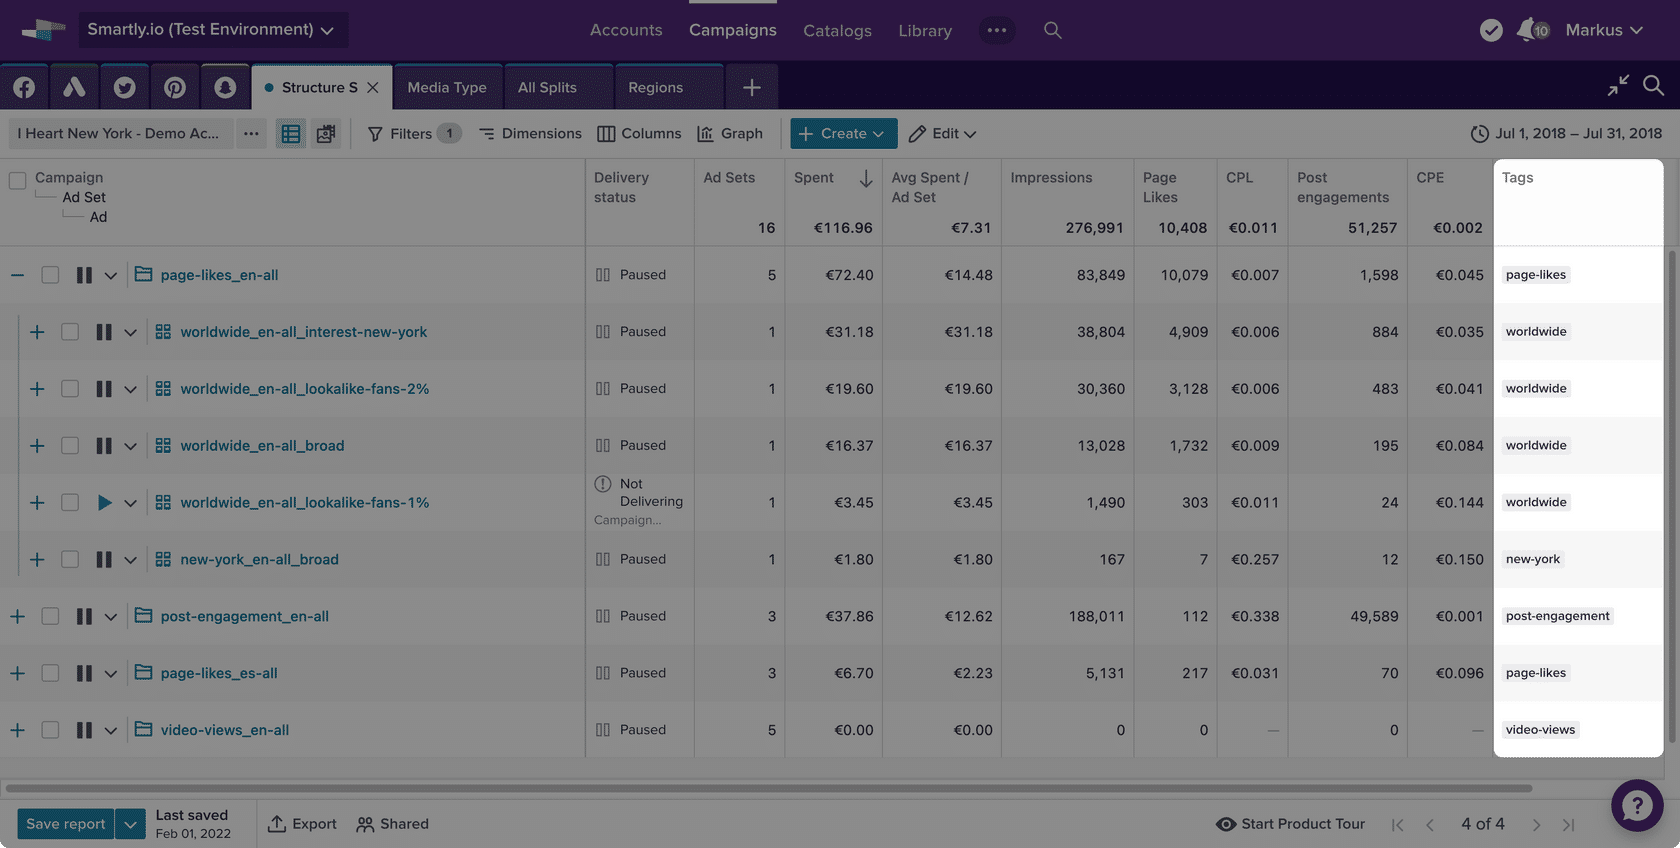 Smartly.io (Test Environment)
Accounts
Campaigns
Catalogs
Library
10
Markus
Structure S
Media Type
All Splits
Regions
I Heart New York - Demo Ac...
Filters 1
Dimensions
Columns
Graph
Create
Edit
Jul 1, 2018 – Jul 31, 2018
Campaign
Ad Set
Ad
Delivery status
Ad Sets
Spent
Avg Spent / Ad Set
Impressions
Page Likes
CPL
Post engagements
CPE
Tags
16 €116.96 €7.31 276,991 10,408 €0.011 51,257 €0.002
page-likes_en-all Paused 5 €72.40 €14.48 83,849 10,079 €0.007 1,598 €0.045 page-likes
worldwide_en-all_interest-new-york Paused 1 €31.18 €31.18 38,804 4,909 €0.006 884 €0.035 worldwide
worldwide_en-all_lookalike-fans-2% Paused 1 €19.60 €19.60 30,360 3,128 €0.006 483 €0.041 worldwide
worldwide_en-all_broad Paused 1 €16.37 €16.37 13,028 1,732 €0.009 195 €0.084 worldwide
worldwide_en-all_lookalike-fans-1% Not Delivering Campaign... 1 €3.45 €3.45 1,490 303 €0.011 24 €0.144 worldwide
new-york_en-all_broad Paused 1 €1.80 €1.80 167 7 €0.257 12 €0.150 new-york
post-engagement_en-all Paused 3 €37.86 €12.62 188,011 112 €0.338 49,589 €0.001 post-engagement
page-likes_es-all Paused 3 €6.70 €2.23 5,131 217 €0.031 70 €0.096 page-likes
video-views_en-all Paused 5 €0.00 €0.00 0 0 — 0 — video-views
Save report
Last saved
Feb 01, 2022
Export
Shared
Start Product Tour
4 of 4
?